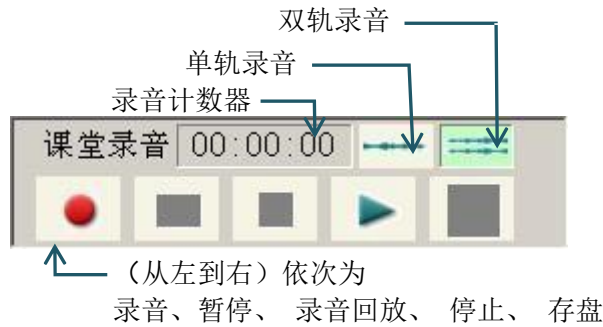 双轨录音
单轨录音
录音计数器
课堂录音 00:00:00
（从左到右）依次为
录音、暂停、 录音回放、 停止、 存盘